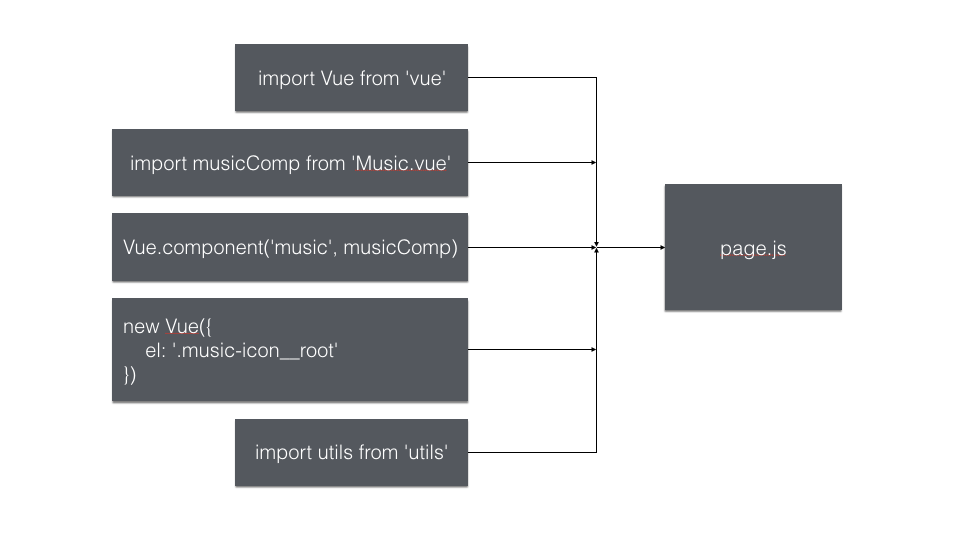 import Vue from 'vue'
import musicComp from 'Music.vue'
Vue.component('music', musicComp)
new Vue({
    el: '.music-icon__root'
})
import utils from 'utils'
page.js